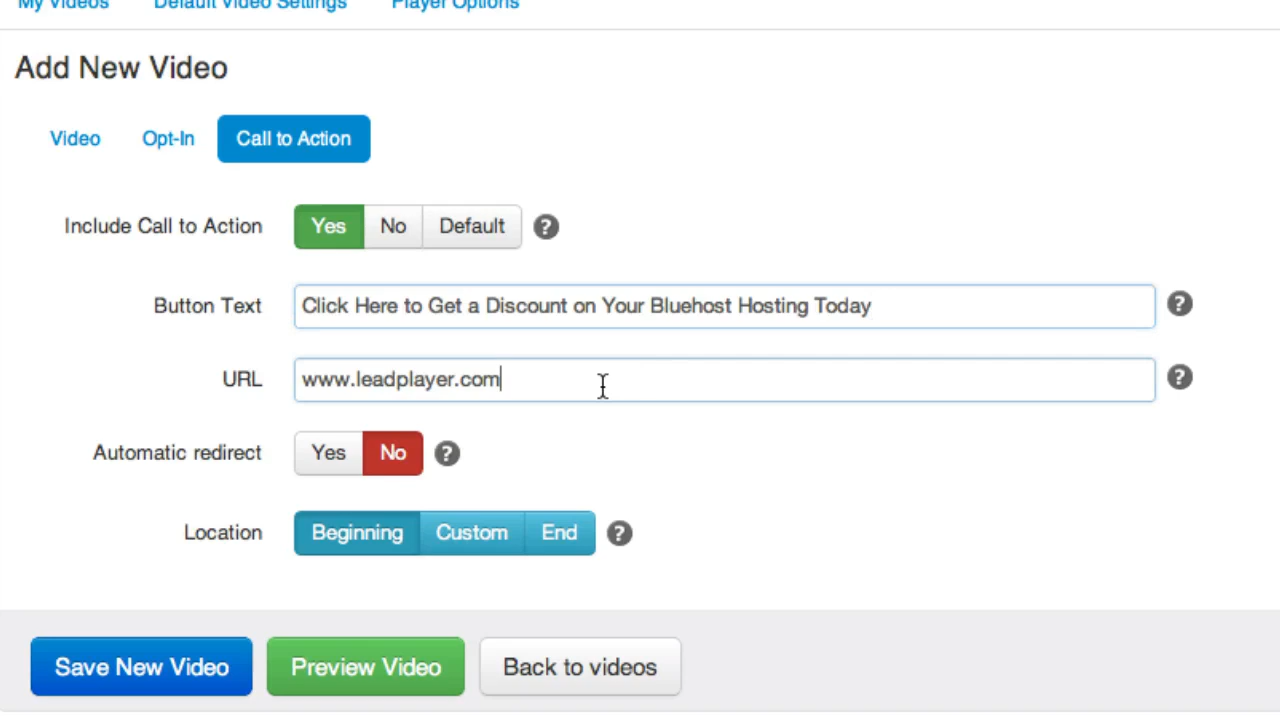 My Videos Default Video Settings Player Options
Add New Video
Video Opt-In Call to Action
Include Call to Action Yes No Default ?
Button Text Click Here to Get a Discount on Your Bluehost Hosting Today ?
URL www.leadplayer.com ?
Automatic redirect Yes No ?
Location Beginning Custom End ?
Save New Video Preview Video Back to videos